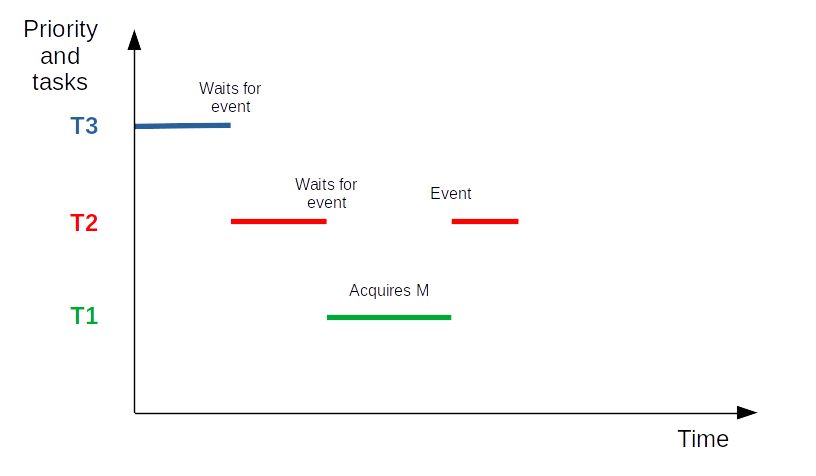 Priority
and
tasks
Waits for
event
T3
Waits for
event
Event
T2
Acquires M
T1
Time